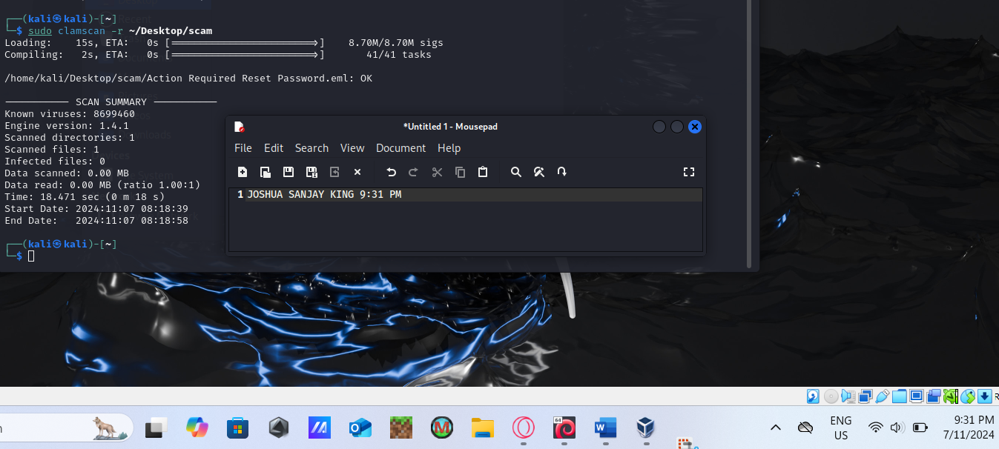 (kali㉿kali)-[~]
$ sudo clamscan -r ~/Desktop/scam
Loading: 15s, ETA: 0s [========================>] 8.70M/8.70M sigs
Compiling: 2s, ETA: 0s [========================>] 41/41 tasks
/home/kali/Desktop/scam/Action Required Reset Password.eml: OK
----------- SCAN SUMMARY -----------
Known viruses: 8699460
Engine version: 1.4.1
Scanned directories: 1
Scanned files: 1
Infected files: 0
Data scanned: 0.00 MB
Data read: 0.00 MB (ratio 1.00:1)
Time: 18.471 sec (0 m 18 s)
Start Date: 2024:11:07 08:18:39
End Date: 2024:11:07 08:18:58
(kali㉿kali)-[~]
$
*Untitled 1 - Mousepad
File Edit Search View Document Help
1 JOSHUA SANJAY KING 9:31 PM
ENG
US
9:31 PM
7/11/2024